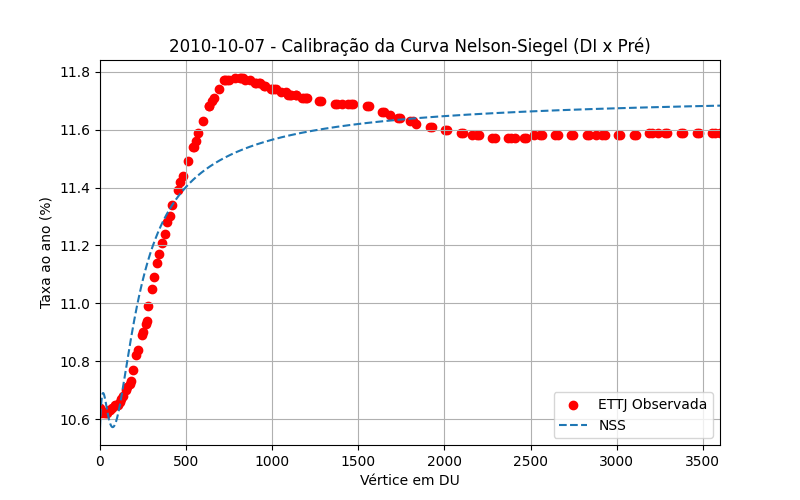 2010-10-07 - Calibração da Curva Nelson-Siegel (DI x Pré)
Taxa ao ano (%)
11.8
11.6
11.4
11.2
11.0
10.8
10.6
ETTJ Observada
NSS
0 500 1000 1500 2000 2500 3000 3500
Vértice em DU